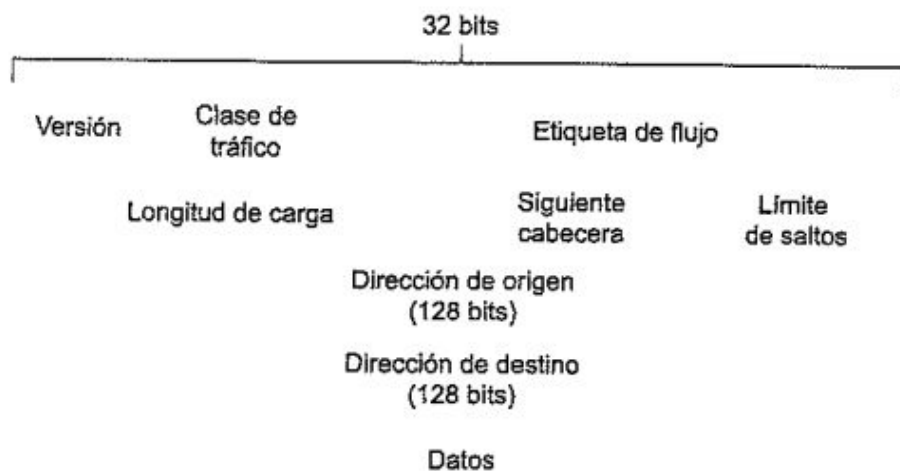 32 bits
Versión
Clase de
tráfico
Etiqueta de flujo
Longitud de carga
Siguiente
cabecera
Límite
de saltos
Dirección de origen
(128 bits)
Dirección de destino
(128 bits)
Datos